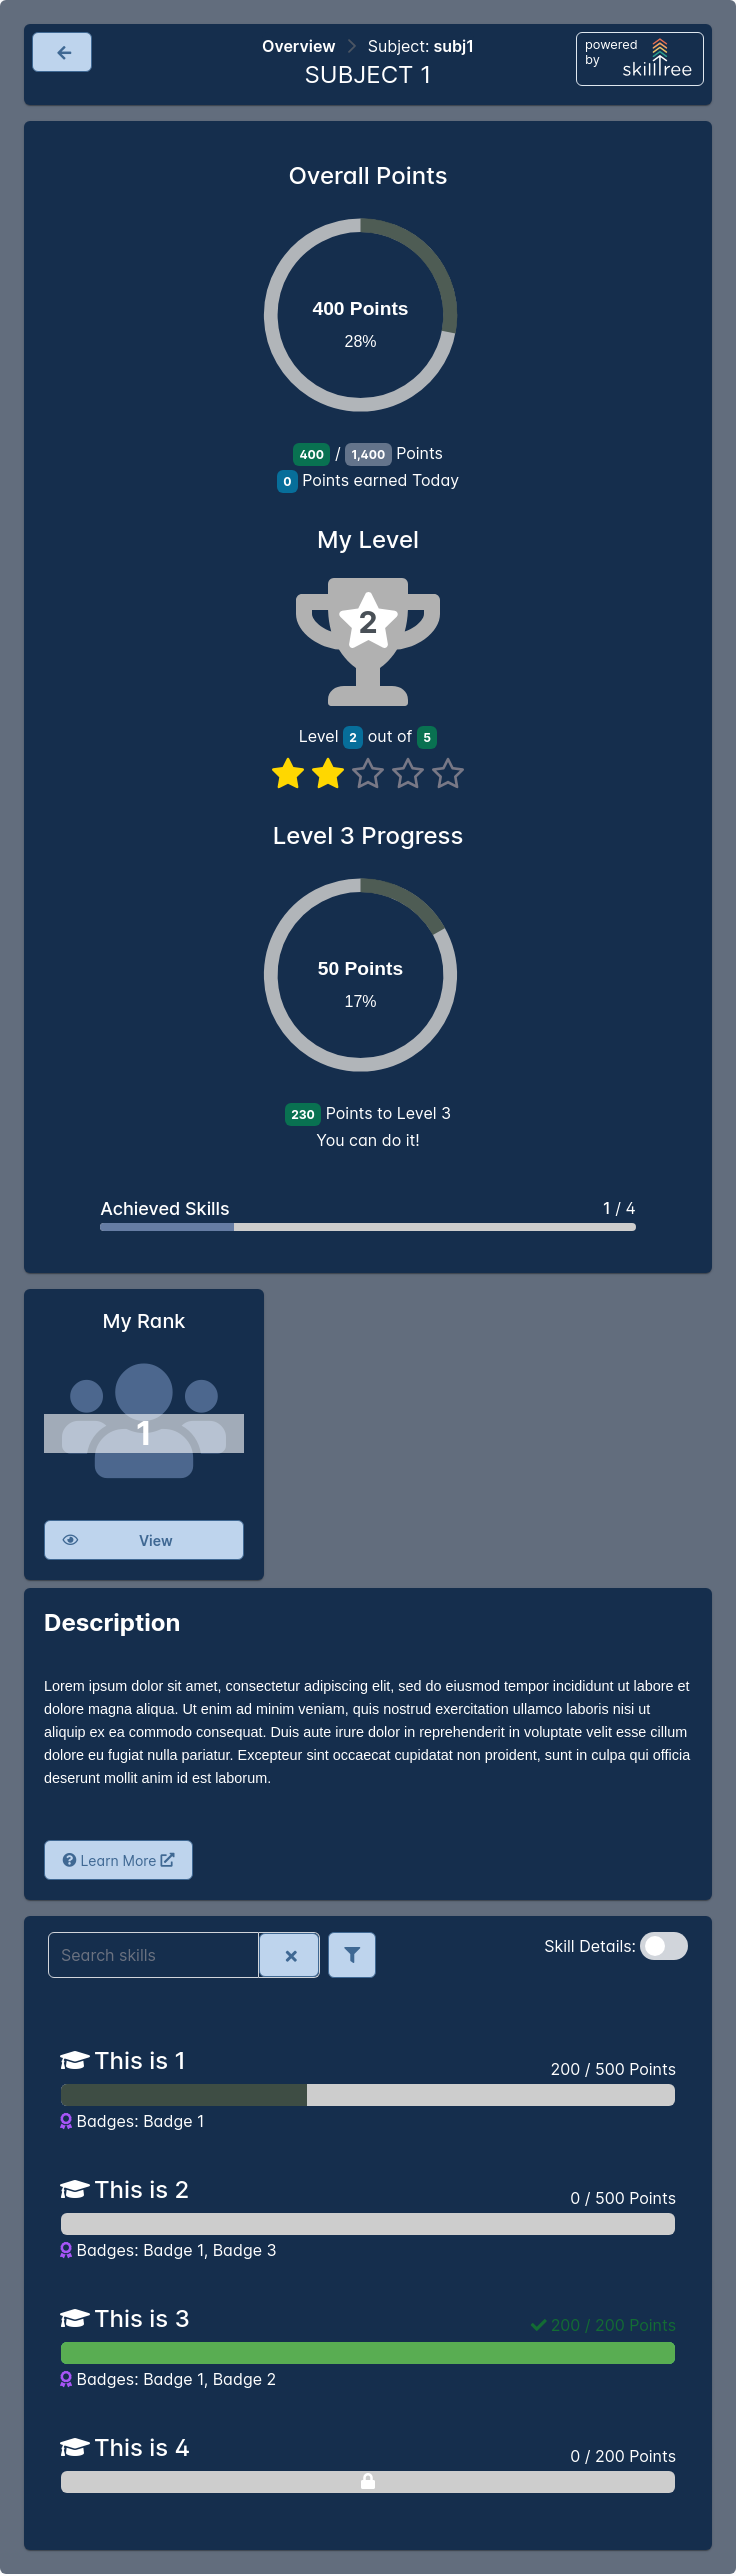 Overview > Subject: subj1
SUBJECT 1
powered
by
skilltree
Overall Points
400 Points
28%
400 / 1,400 Points
0 Points earned Today
My Level
2
Level 2 out of 5
Level 3 Progress
50 Points
17%
230 Points to Level 3
You can do it!
Achieved Skills 1 / 4
My Rank
1
View
Description
Lorem ipsum dolor sit amet, consectetur adipiscing elit, sed do eiusmod tempor incididunt ut labore et
dolore magna aliqua. Ut enim ad minim veniam, quis nostrud exercitation ullamco laboris nisi ut
aliquip ex ea commodo consequat. Duis aute irure dolor in reprehenderit in voluptate velit esse cillum
dolore eu fugiat nulla pariatur. Excepteur sint occaecat cupidatat non proident, sunt in culpa qui officia
deserunt mollit anim id est laborum.
Learn More
Search skills
Skill Details:
This is 1
200 / 500 Points
Badges: Badge 1
This is 2
0 / 500 Points
Badges: Badge 1, Badge 3
This is 3
200 / 200 Points
Badges: Badge 1, Badge 2
This is 4
0 / 200 Points